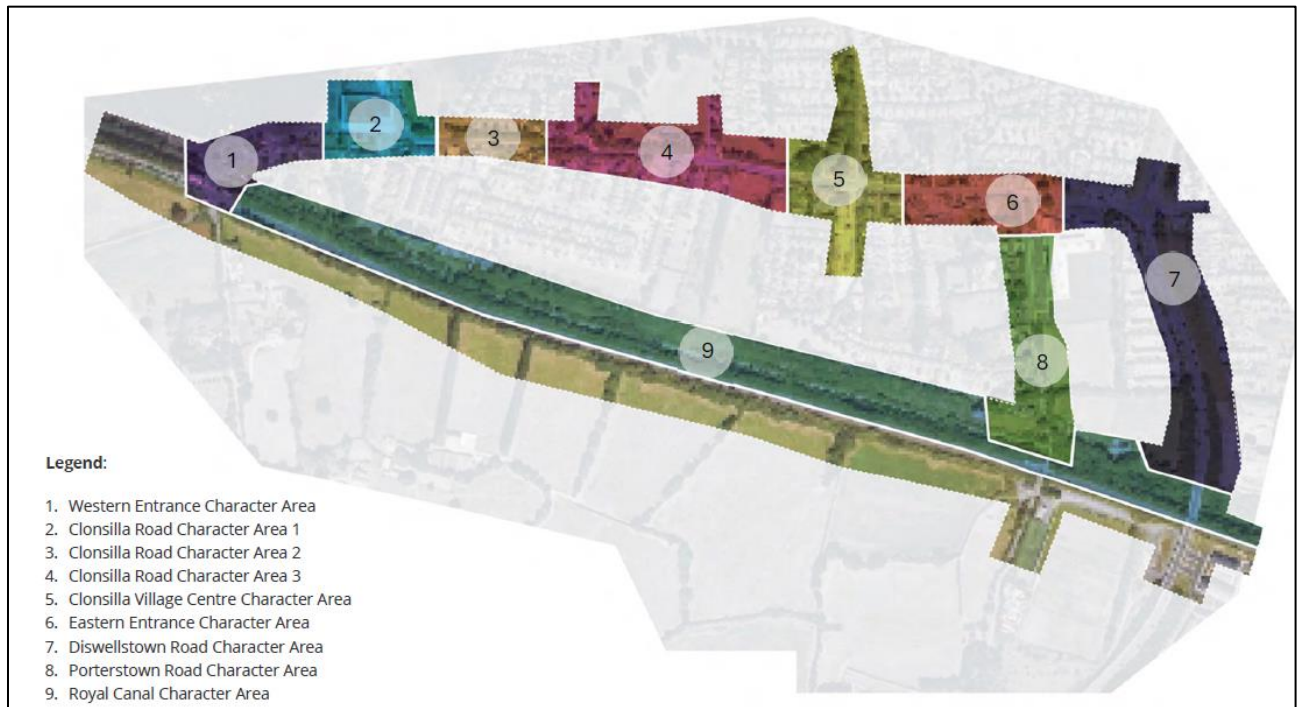 2
3
1
4
5
6
7
9
8
Legend:
1. Western Entrance Character Area
2. Clonsilla Road Character Area 1
3. Clonsilla Road Character Area 2
4. Clonsilla Road Character Area 3
5. Clonsilla Village Centre Character Area
6. Eastern Entrance Character Area
7. Diswellstown Road Character Area
8. Porterstown Road Character Area
9. Royal Canal Character Area